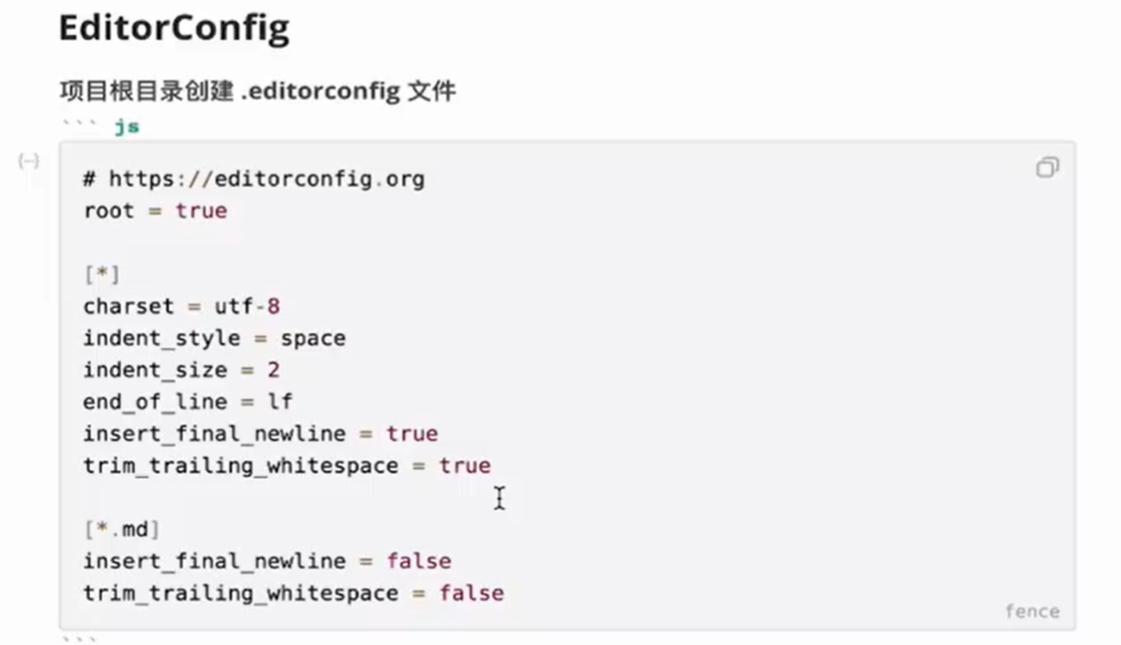 EditorConfig
项目根目录创建 .editorconfig 文件
``` js
# https://editorconfig.org
root = true
[*]
charset = utf-8
indent_style = space
indent_size = 2
end_of_line = lf
insert_final_newline = true
trim_trailing_whitespace = true
[*.md]
insert_final_newline = false
trim_trailing_whitespace = false
fence
```